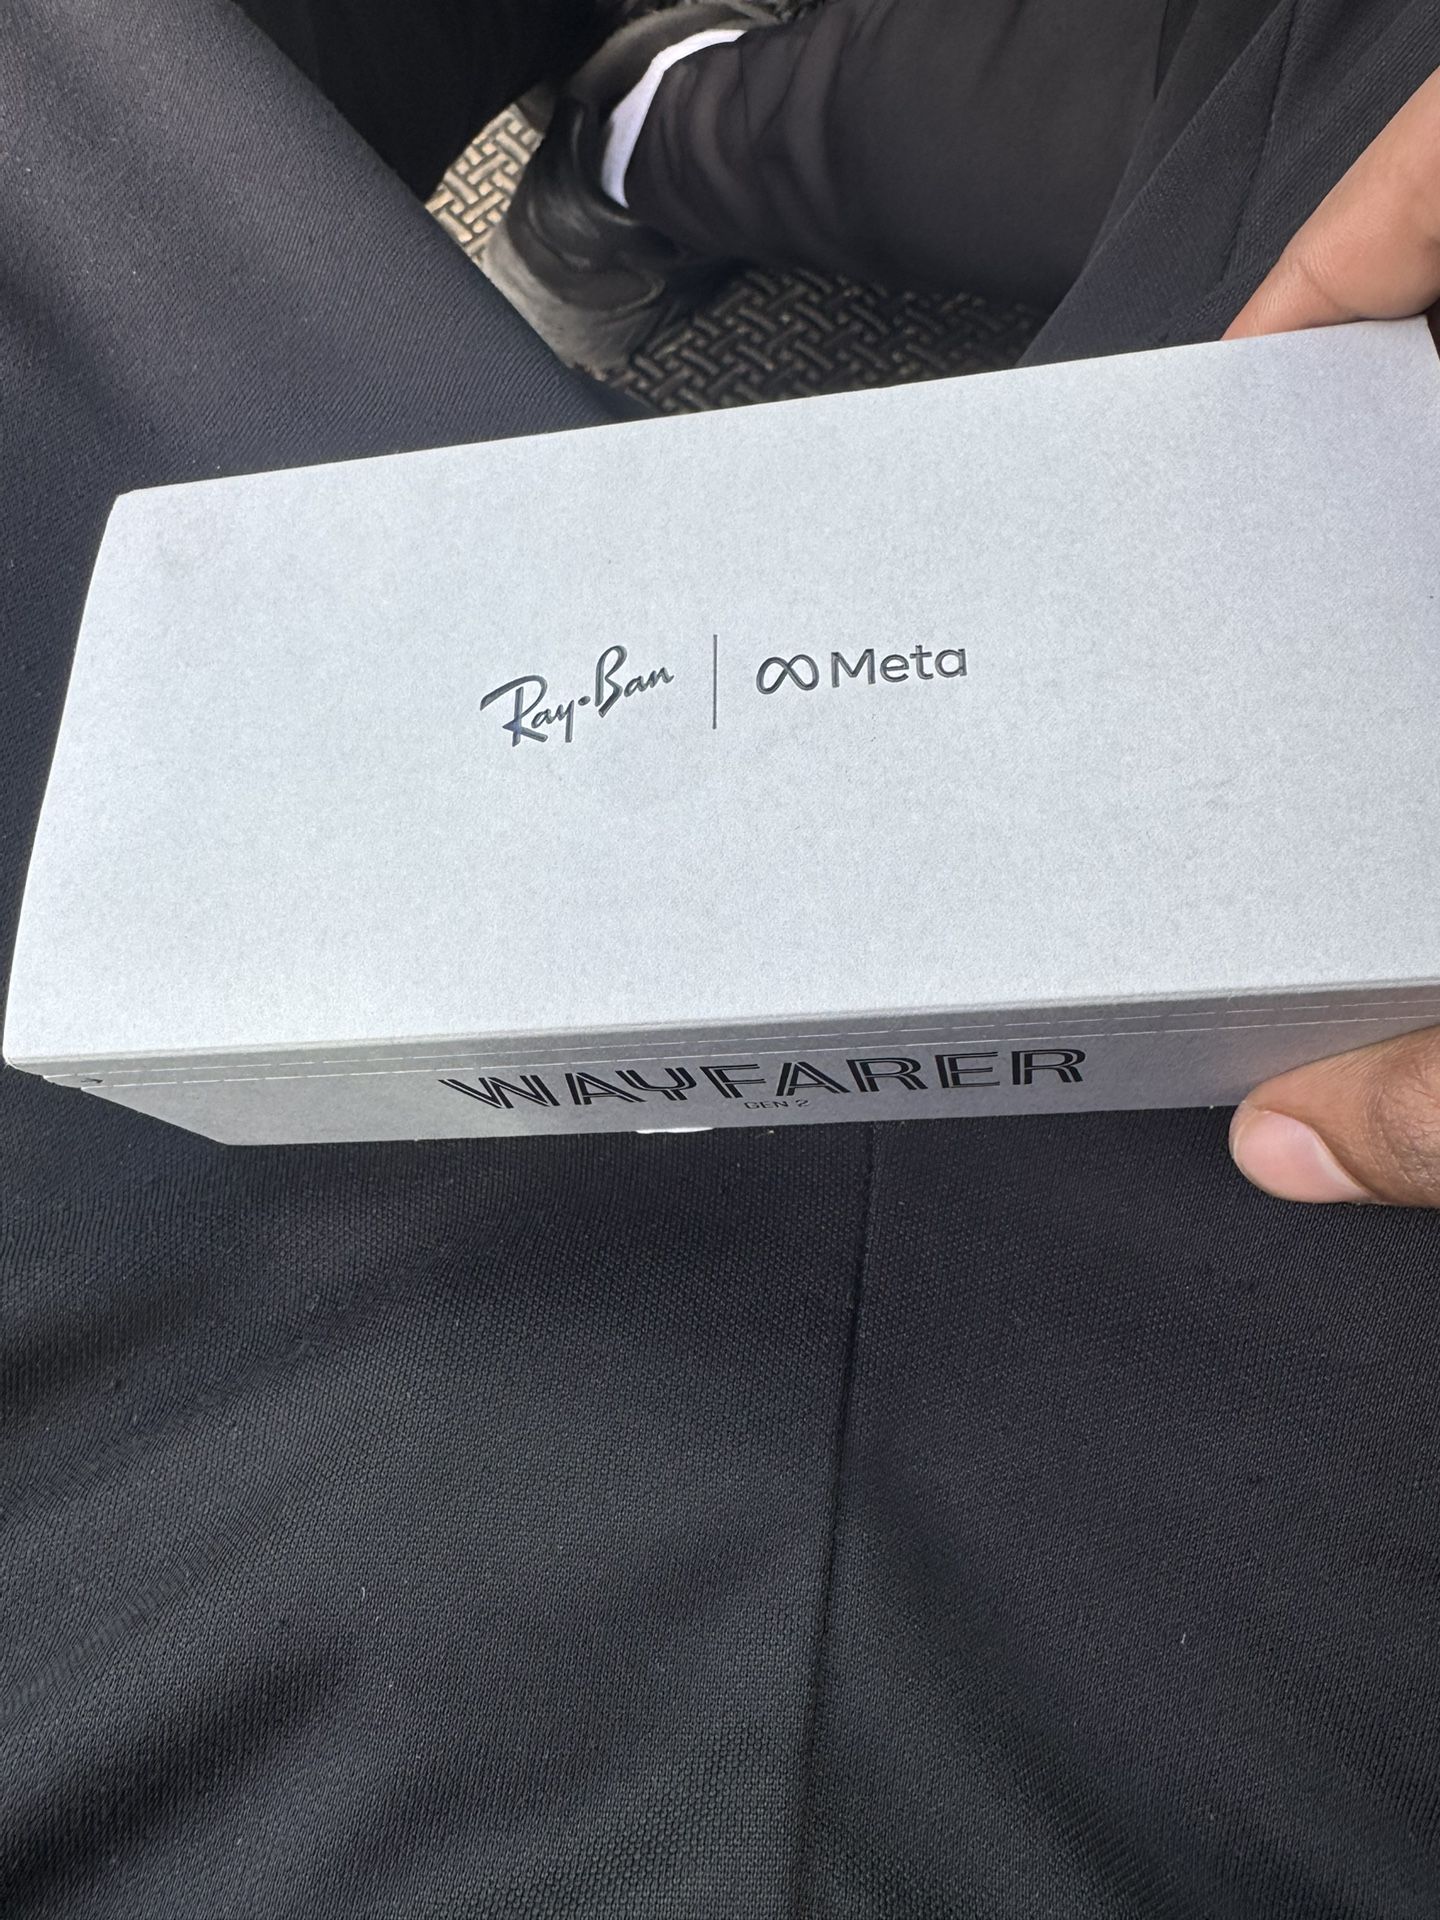 Ray-Ban | Meta
WAYFARER
GEN 2